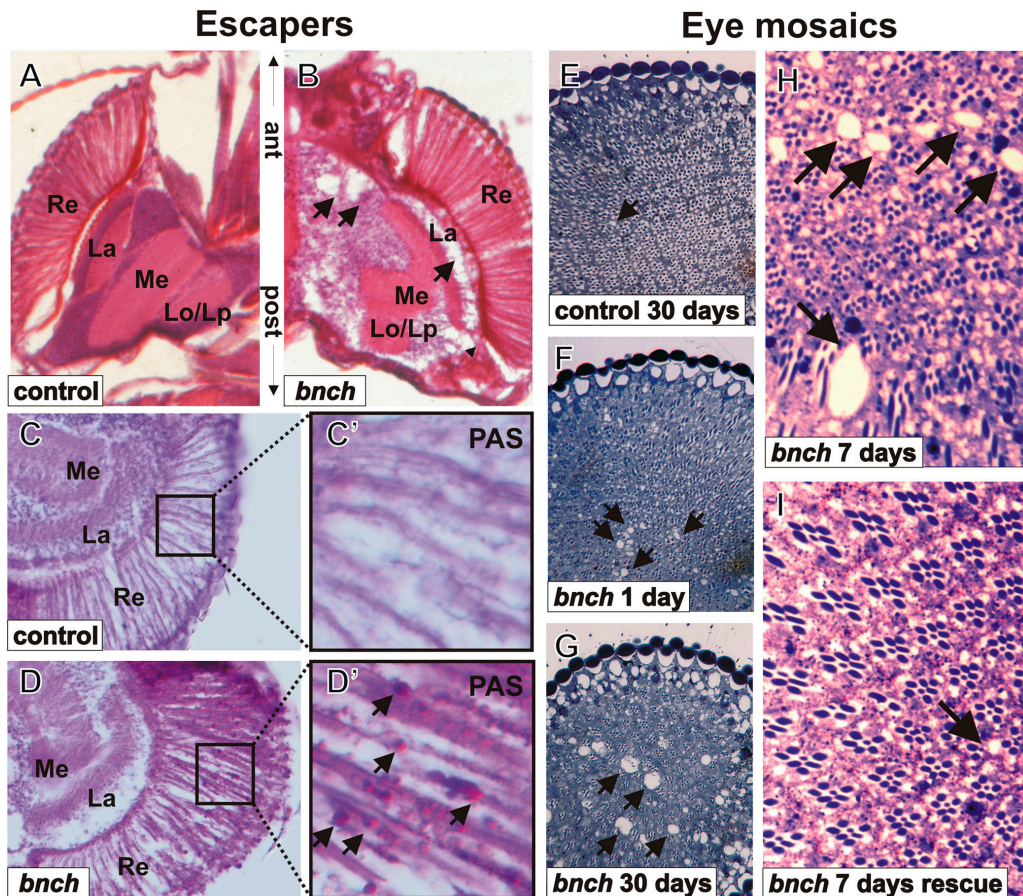 Escapers
Eye mosaics
A
Re
La
Me
Lo/Lp
control
ant
post
B
Re
La
Me
Lo/Lp
bnch
C
Me
La
Re
control
C'
PAS
D
Me
La
Re
bnch
D'
PAS
E
control 30 days
F
bnch 1 day
G
bnch 30 days
H
bnch 7 days
I
bnch 7 days rescue